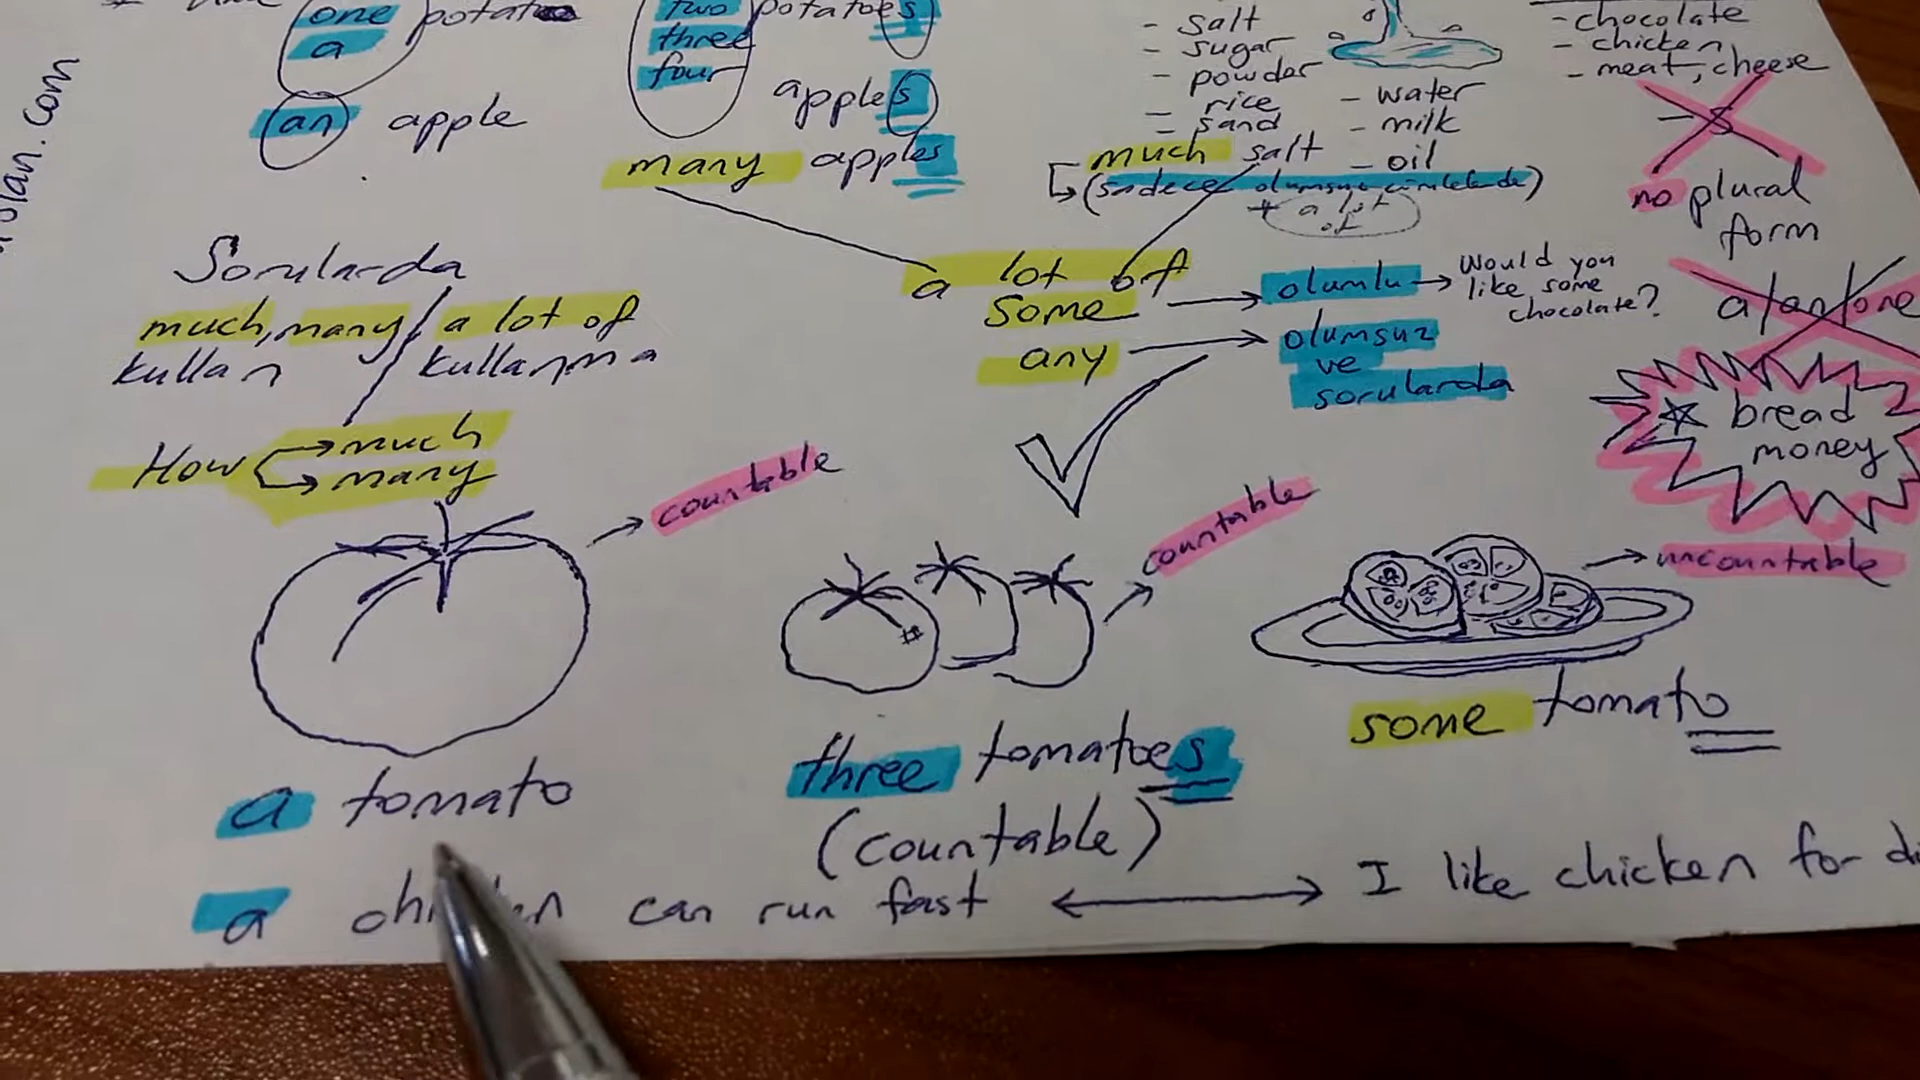 one potato
a
an apple
two potatoes
three
four
apples
many apples
- salt
- sugar
- powder
- rice
- sand
- water
- milk
- oil
much salt
(sadece olumsuz cümlelerde)
+ a lot
of
- chocolate
- chicken
- meat, cheese
- s
no plural
form
a/an/one
bread
money
Sorularda
much, many / a lot of
kullan / kullanma
How much
many
a lot of
some → olumlu → Would you
like some
chocolate?
any → olumsuz
ve
sorularda
countable
countable
uncountable
a tomato
three tomatoes
(countable)
some tomato
a chicken can run fast ↔ I like chicken for
olan.com